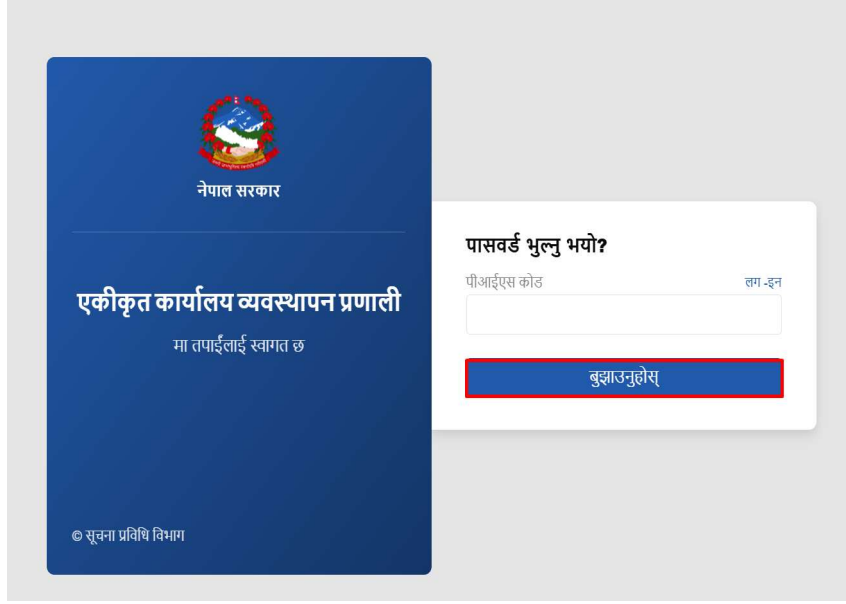 नेपाल सरकार
एकीकृत कार्यालय व्यवस्थापन प्रणाली
मा तपाईँलाई स्वागत छ
© सूचना प्रविधि विभाग
पासवर्ड भुल्नु भयो?
पीआईएस कोड
लग -इन
बुझाउनुहोस्